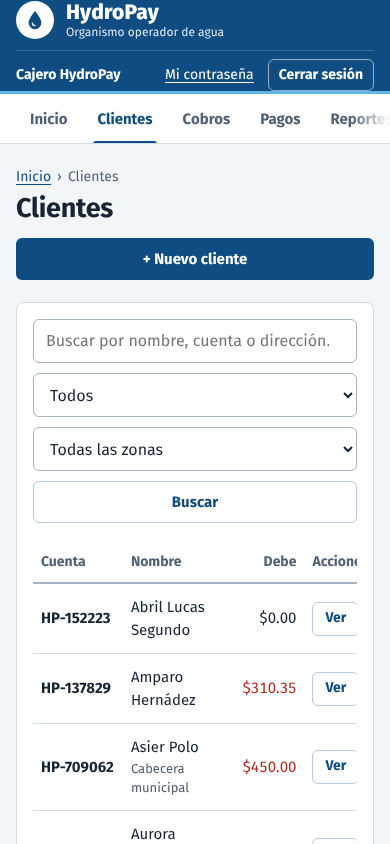 HydroPay
Organismo operador de agua
Cajero HydroPay
Mi contraseña
Cerrar sesión
Inicio
Clientes
Cobros
Pagos
Reportes
Inicio › Clientes
Clientes
+ Nuevo cliente
Buscar por nombre, cuenta o dirección.
Todos
Todas las zonas
Buscar
Cuenta Nombre Debe Accione
HP-152223 Abril Lucas Segundo $0.00 Ver
HP-137829 Amparo Hernádez $310.35 Ver
HP-709062 Asier Polo $450.00 Ver
Cabecera municipal
Aurora